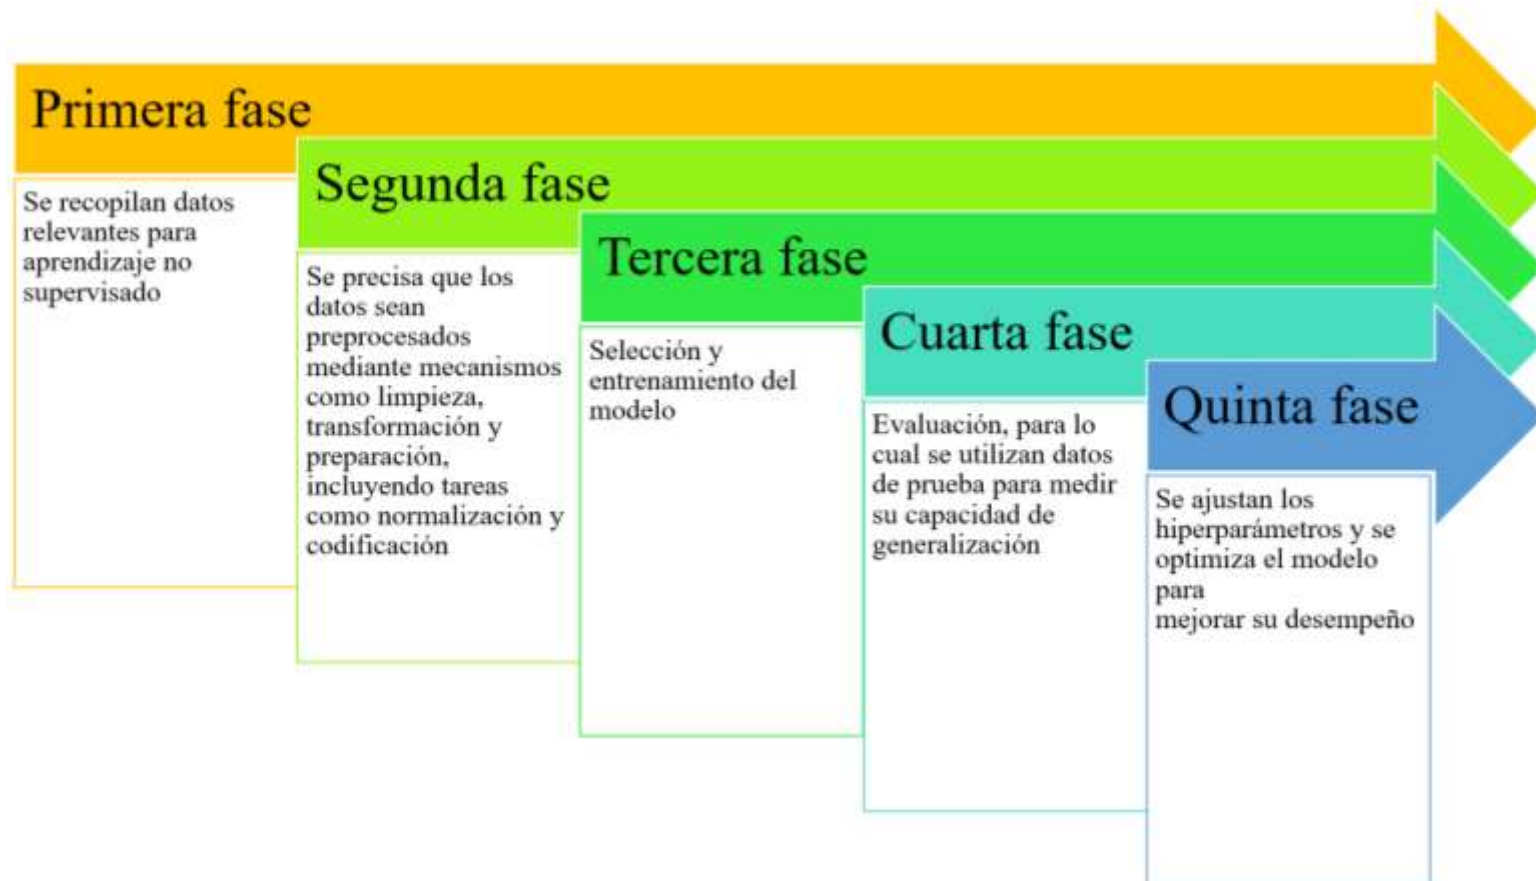 Primera fase
Se recopilan datos
relevantes para
aprendizaje no
supervisado
Segunda fase
Se precisa que los
datos sean
preprocesados
mediante mecanismos
como limpieza,
transformación y
preparación,
incluyendo tareas
como normalización y
codificación
Tercera fase
Selección y
entrenamiento del
modelo
Cuarta fase
Evaluación, para lo
cual se utilizan datos
de prueba para medir
su capacidad de
generalización
Quinta fase
Se ajustan los
hiperparámetros y se
optimiza el modelo
para
mejorar su desempeño